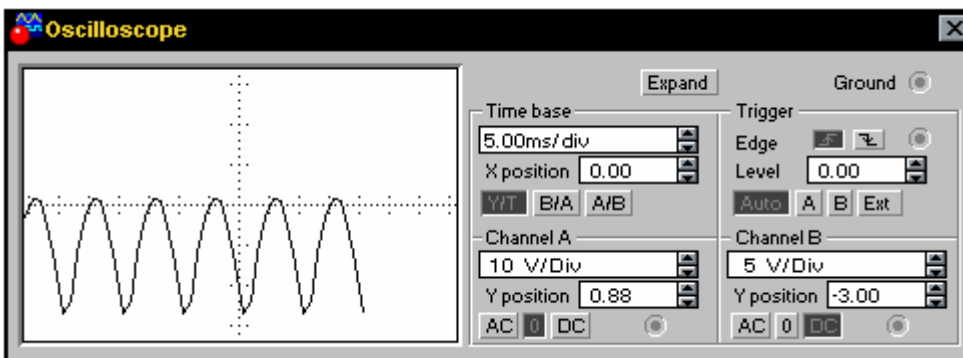 Oscilloscope
Expand
Ground
Time base
5.00ms/div
X position 0.00
Y/T B/A A/B
Trigger
Edge
Level 0.00
Auto A B Ext
Channel A
10 V/Div
Y position 0.88
AC 0 DC
Channel B
5 V/Div
Y position -3.00
AC 0 DC